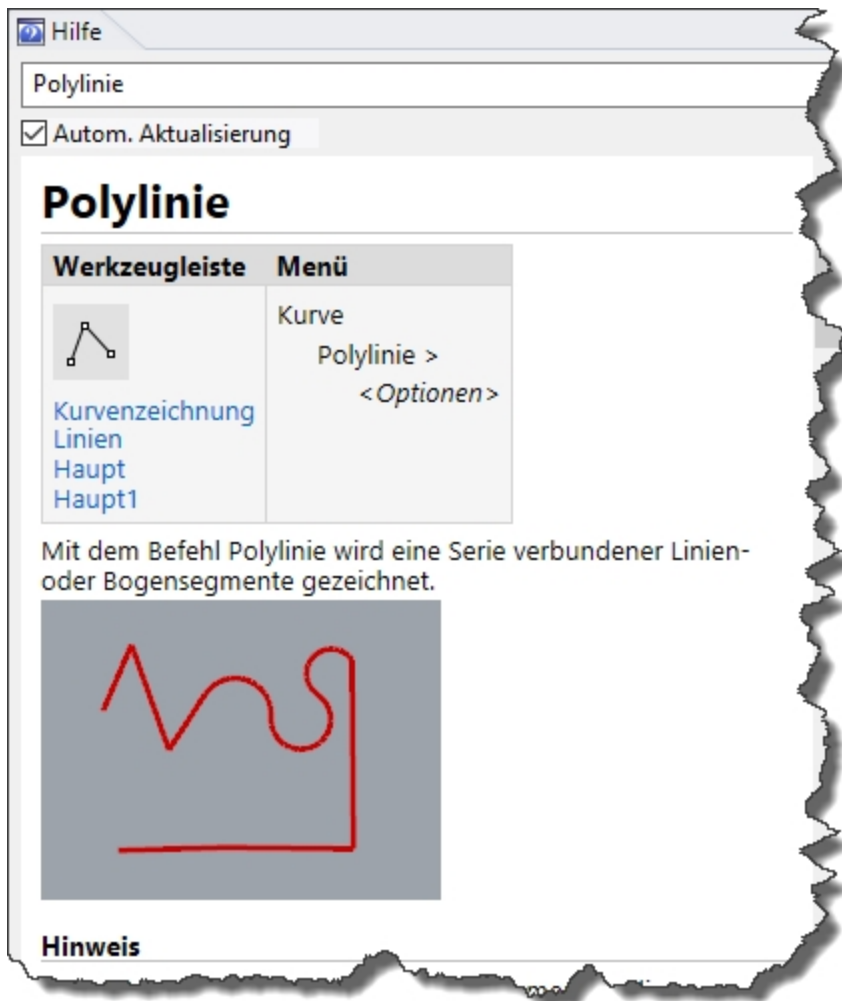 Hilfe
Polylinie
Autom. Aktualisierung
Polylinie
Werkzeugleiste Menü
Kurve
Polylinie >
<Optionen>
Kurvenzeichnung
Linien
Haupt
Haupt1
Mit dem Befehl Polylinie wird eine Serie verbundener Linien-
oder Bogensegmente gezeichnet.
Hinweis